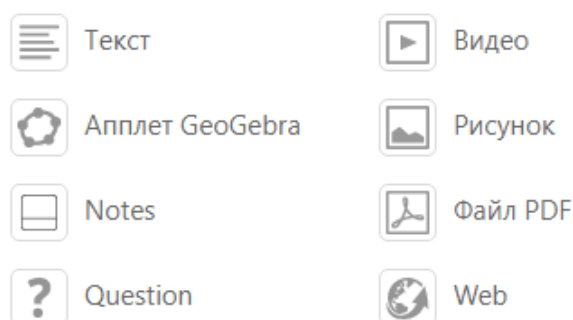 Текст
Видео
Апплет GeoGebra
Рисунок
Notes
Файл PDF
Question
Web